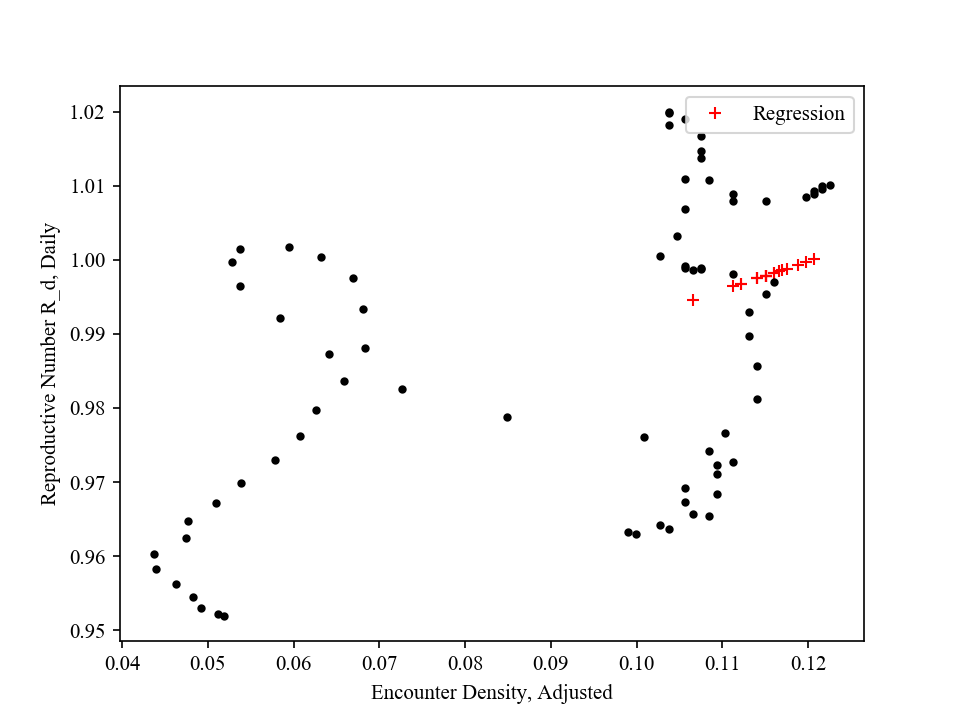 Regression
1.02
1.01
1.00
0.99
0.98
0.97
0.96
0.95
Reproductive Number R_d, Daily
0.04 0.05 0.06 0.07 0.08 0.09 0.10 0.11 0.12
Encounter Density, Adjusted